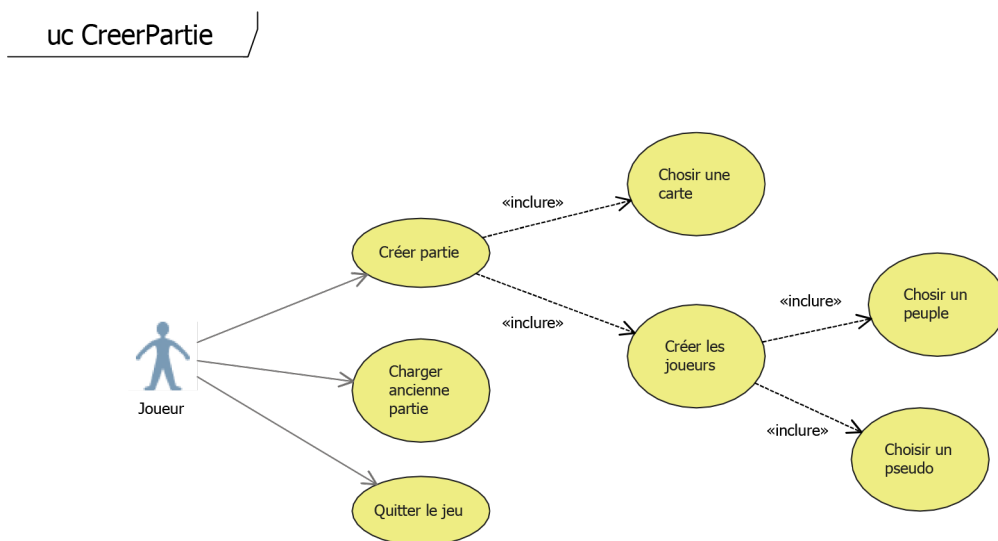 uc CreerPartie
Chosir une
carte
«inclure»
Créer partie
«inclure»
Chosir un
peuple
«inclure»
Créer les
joueurs
Charger
ancienne
partie
Joueur
«inclure»
Choisir un
pseudo
Quitter le jeu